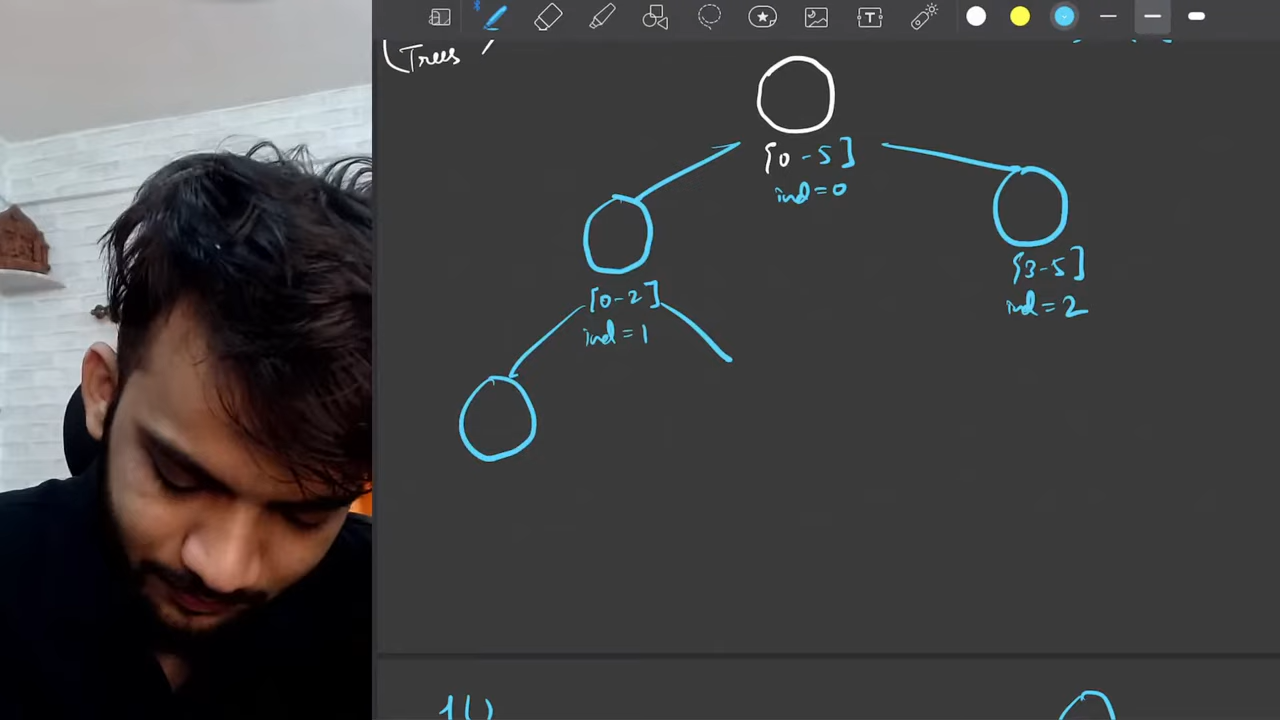 (Trees
[0-5]
ind=0
[3-5]
ind=2
[0-2]
ind=1